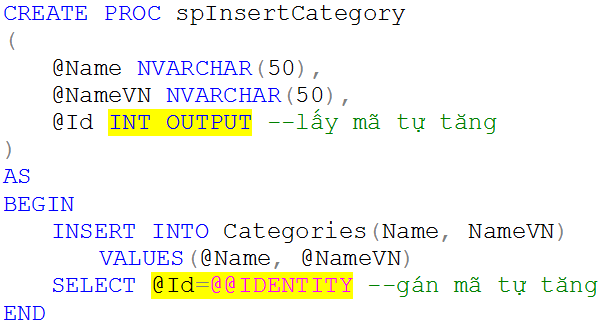 CREATE PROC spInsertCategory
(
@Name NVARCHAR(50),
@NameVN NVARCHAR(50),
@Id INT OUTPUT --lấy mã tự tăng
)
AS
BEGIN
INSERT INTO Categories(Name, NameVN)
VALUES(@Name, @NameVN)
SELECT @Id=@@IDENTITY --gán mã tự tăng
END